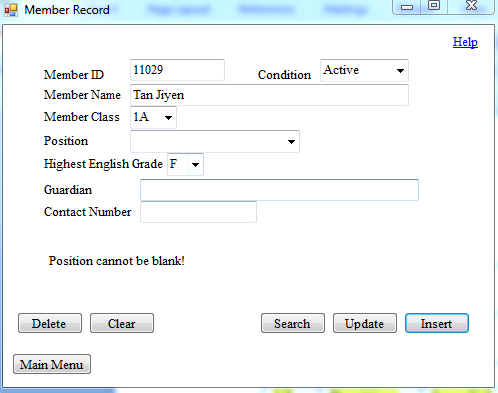 Member Record
Help
Member ID 11029 Condition Active
Member Name Tan Jiyen
Member Class 1A
Position
Highest English Grade F
Guardian
Contact Number
Position cannot be blank!
Delete Clear Search Update Insert
Main Menu